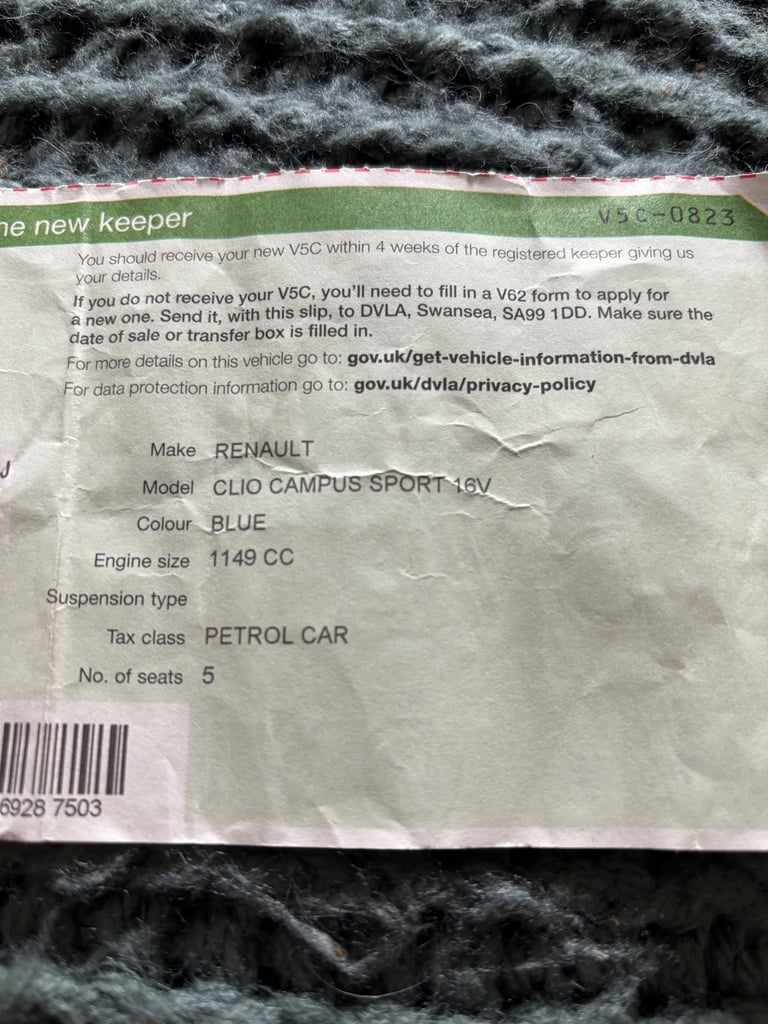 he new keeper V5C-0823
You should receive your new V5C within 4 weeks of the registered keeper giving us
your details.
If you do not receive your V5C, you'll need to fill in a V62 form to apply for
a new one. Send it, with this slip, to DVLA, Swansea, SA99 1DD. Make sure the
date of sale or transfer box is filled in.
For more details on this vehicle go to: gov.uk/get-vehicle-information-from-dvla
For data protection information go to: gov.uk/dvla/privacy-policy
Make RENAULT
J
Model CLIO CAMPUS SPORT 16V
Colour BLUE
Engine size 1149 CC
Suspension type
Tax class PETROL CAR
No. of seats 5
6928 7503